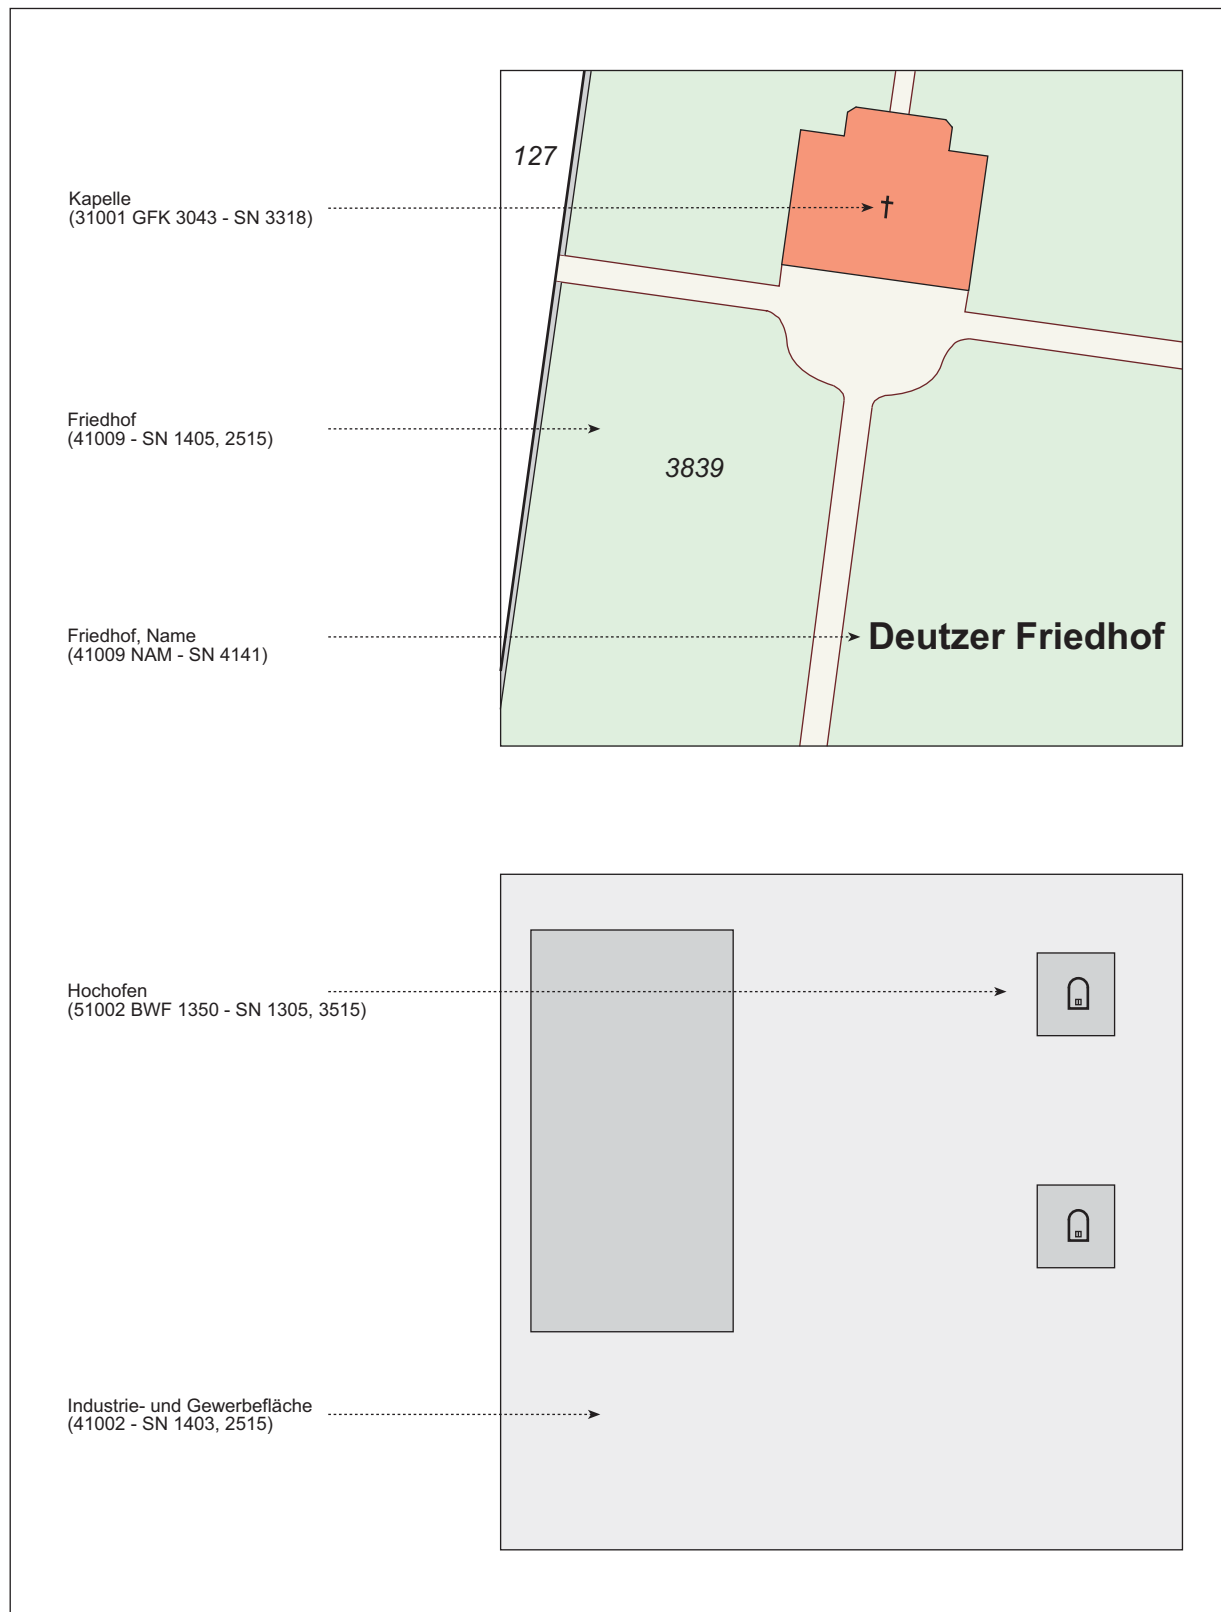 127
Kapelle
(31001 GFK 3043 - SN 3318)
Friedhof
(41009 - SN 1405, 2515)
3839
Friedhof, Name
(41009 NAM - SN 4141)
Deutzer Friedhof
Hochofen
(51002 BWF 1350 - SN 1305, 3515)
Industrie- und Gewerbefläche
(41002 - SN 1403, 2515)